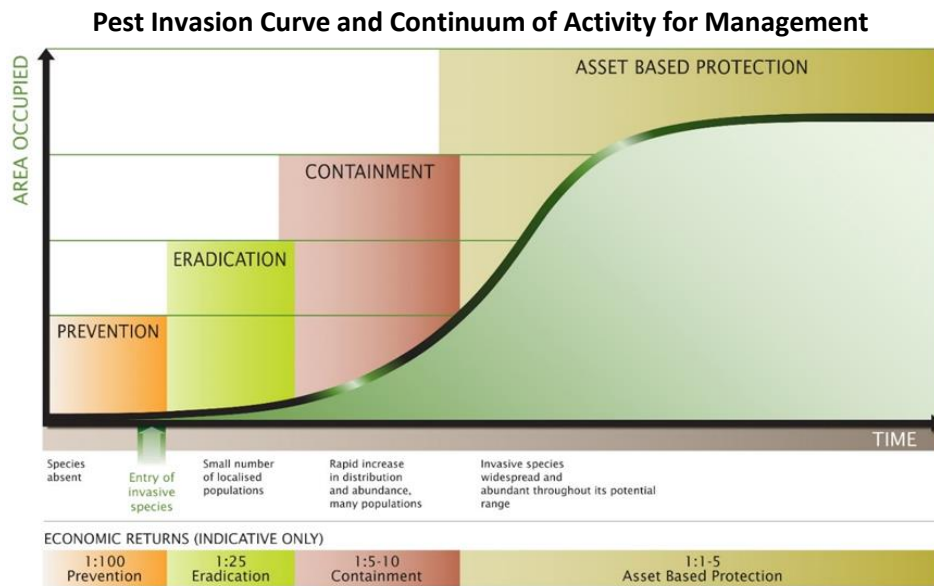 Pest Invasion Curve and Continuum of Activity for Management
AREA OCCUPIED
ASSET BASED PROTECTION
CONTAINMENT
ERADICATION
PREVENTION
TIME
Species
absent
Entry of
invasive
species
Small number
of localised
populations
Rapid increase
in distribution
and abundance,
many populations
Invasive species
widespread and
abundant throughout its potential
range
ECONOMIC RETURNS (INDICATIVE ONLY)
1:100
Prevention
1:25
Eradication
1:5-10
Containment
1:1-5
Asset Based Protection